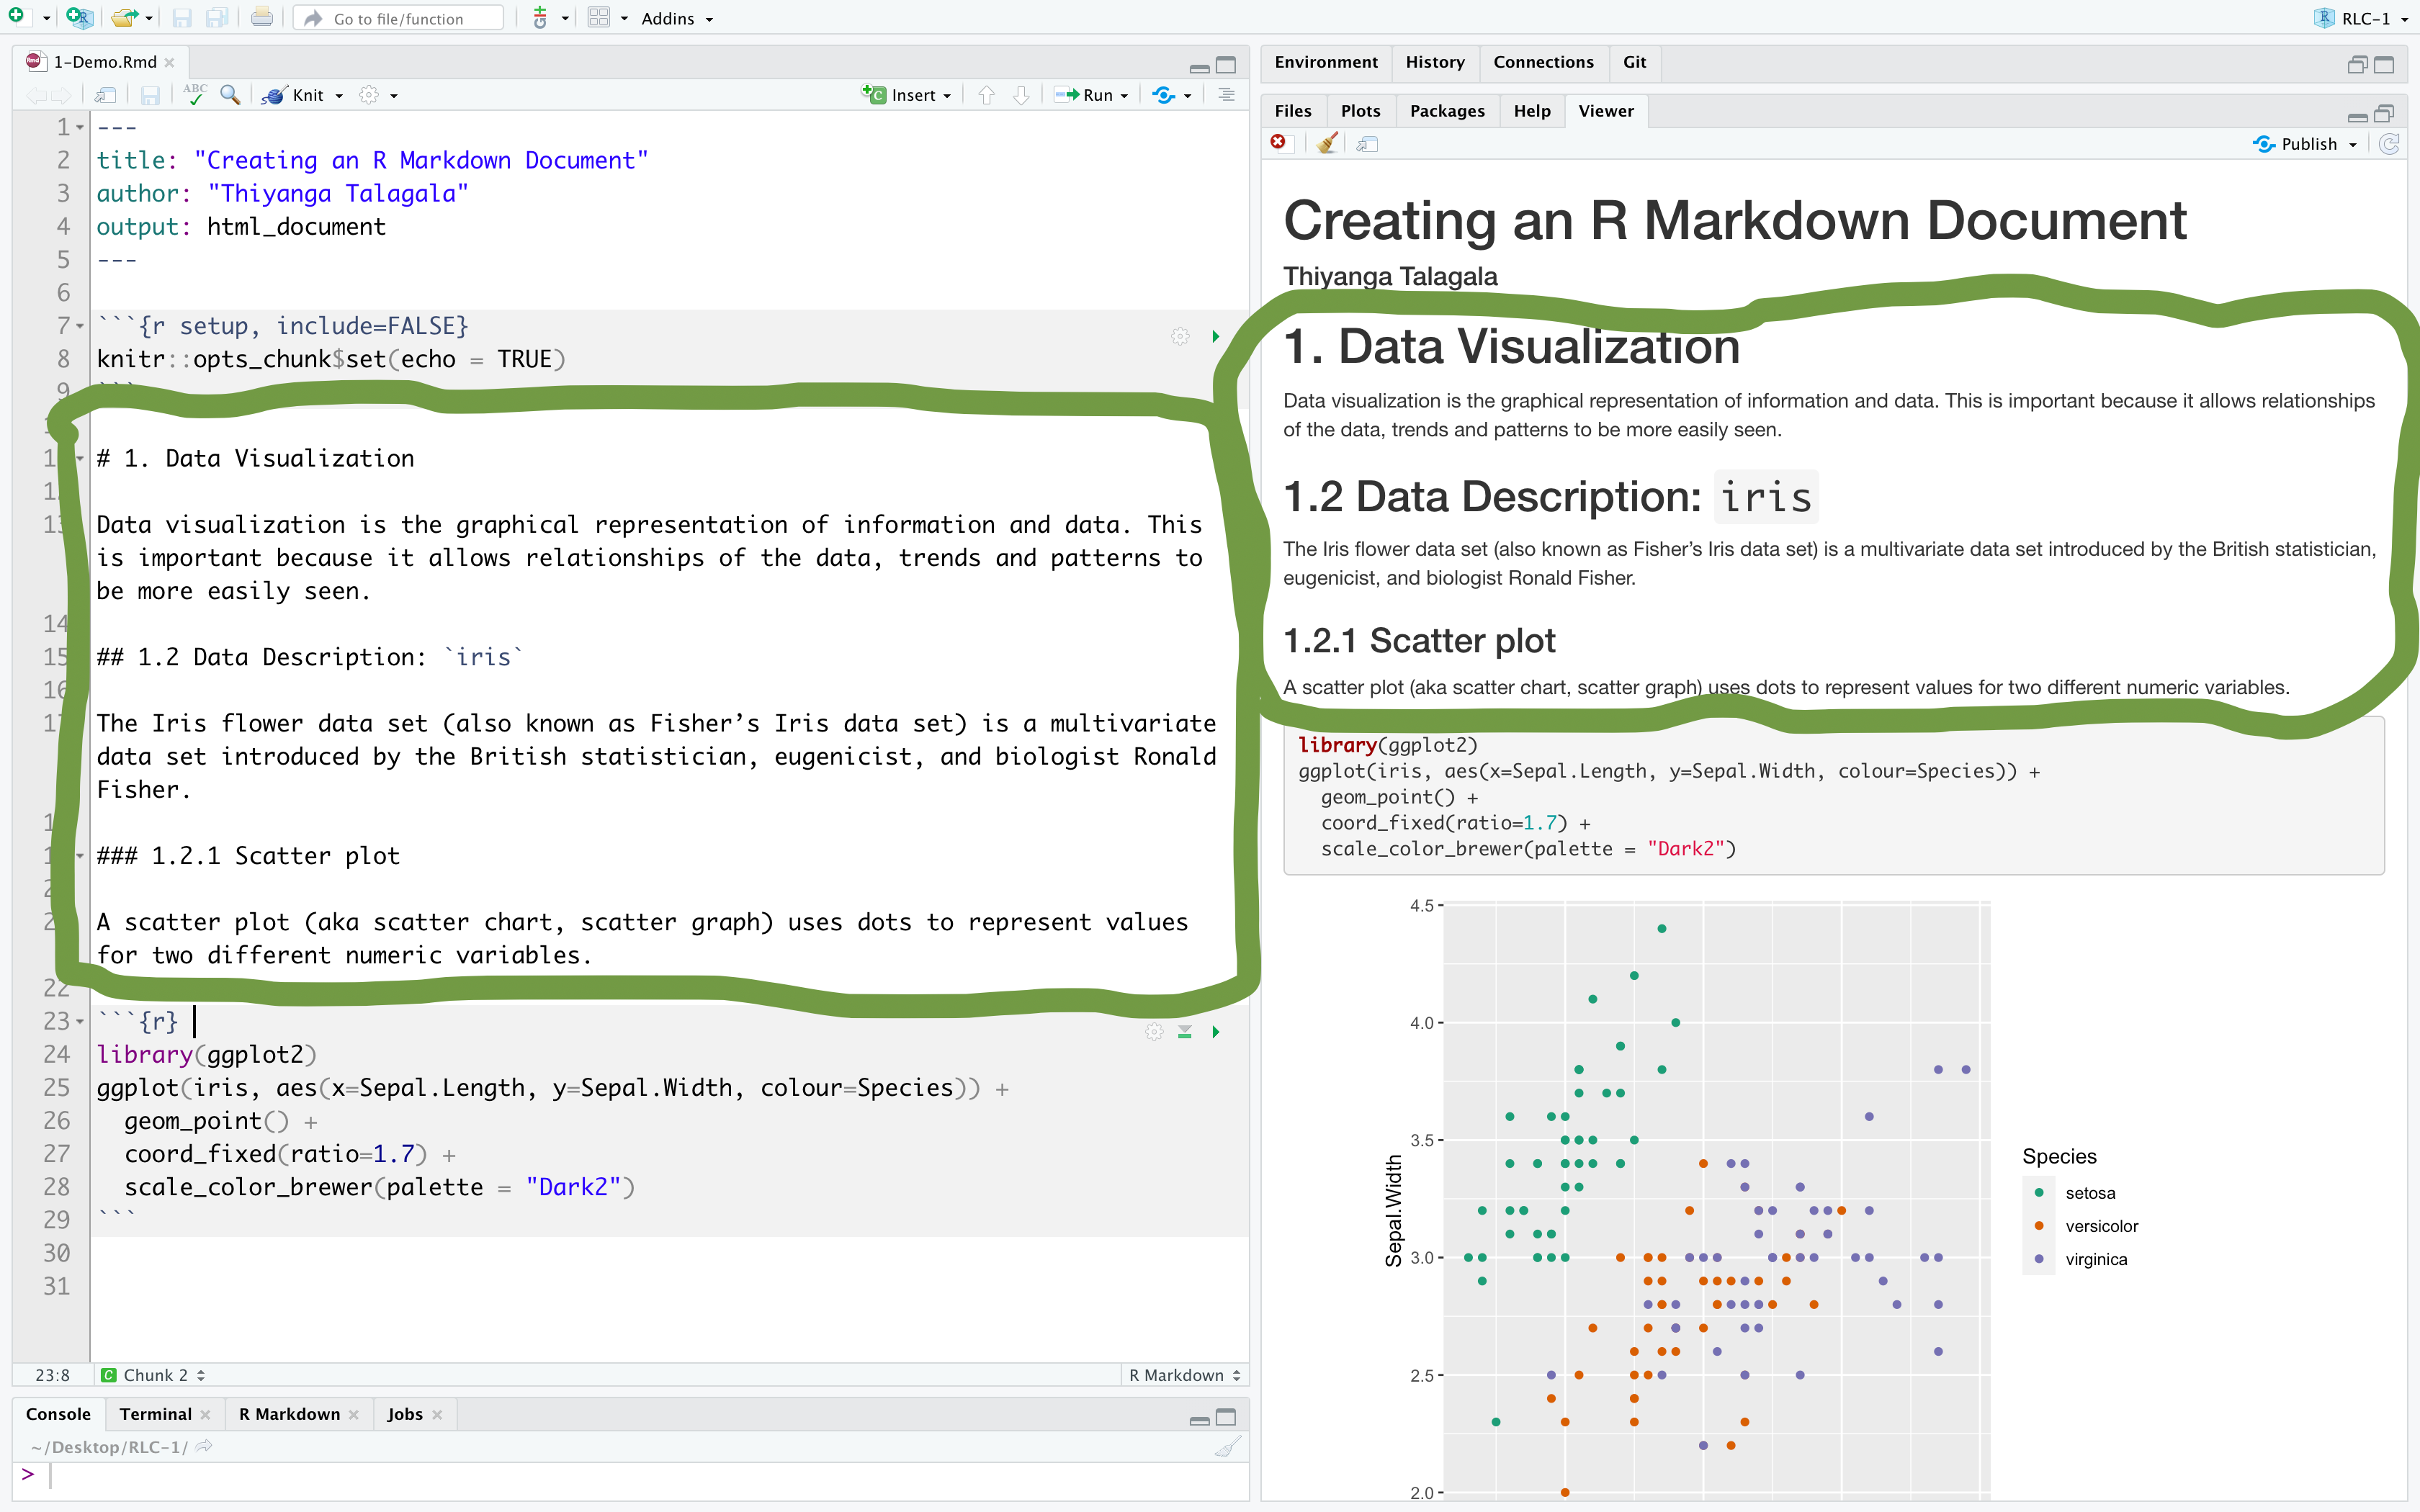 Go to file/function
Addins
RLC-1
1-Demo.Rmd
ABC
Knit
Insert
Run
1 ---
2 title: "Creating an R Markdown Document"
3 author: "Thiyanga Talagala"
4 output: html_document
5 ---
6
7 ```{r setup, include=FALSE}
8 knitr::opts_chunk$set(echo = TRUE)
9 ```
# 1. Data Visualization
13 Data visualization is the graphical representation of information and data. This
is important because it allows relationships of the data, trends and patterns to
be more easily seen.
14
15 ## 1.2 Data Description: `iris`
16
17 The Iris flower data set (also known as Fisher’s Iris data set) is a multivariate
data set introduced by the British statistician, eugenicist, and biologist Ronald
Fisher.
### 1.2.1 Scatter plot
A scatter plot (aka scatter chart, scatter graph) uses dots to represent values
for two different numeric variables.
22
23 ```{r}
24 library(ggplot2)
25 ggplot(iris, aes(x=Sepal.Length, y=Sepal.Width, colour=Species)) +
26 geom_point() +
27 coord_fixed(ratio=1.7) +
28 scale_color_brewer(palette = "Dark2")
29 ```
30
31
23:8 Chunk 2 R Markdown
Console Terminal R Markdown Jobs
~/Desktop/RLC-1/
>
Environment History Connections Git
Files Plots Packages Help Viewer
Publish
Creating an R Markdown Document
Thiyanga Talagala
1. Data Visualization
Data visualization is the graphical representation of information and data. This is important because it allows relationships
of the data, trends and patterns to be more easily seen.
1.2 Data Description: iris
The Iris flower data set (also known as Fisher’s Iris data set) is a multivariate data set introduced by the British statistician,
eugenicist, and biologist Ronald Fisher.
1.2.1 Scatter plot
A scatter plot (aka scatter chart, scatter graph) uses dots to represent values for two different numeric variables.
library(ggplot2)
ggplot(iris, aes(x=Sepal.Length, y=Sepal.Width, colour=Species)) +
geom_point() +
coord_fixed(ratio=1.7) +
scale_color_brewer(palette = "Dark2")
4.5
4.0
3.5
3.0
2.5
2.0
Sepal.Width
Species
setosa
versicolor
virginica